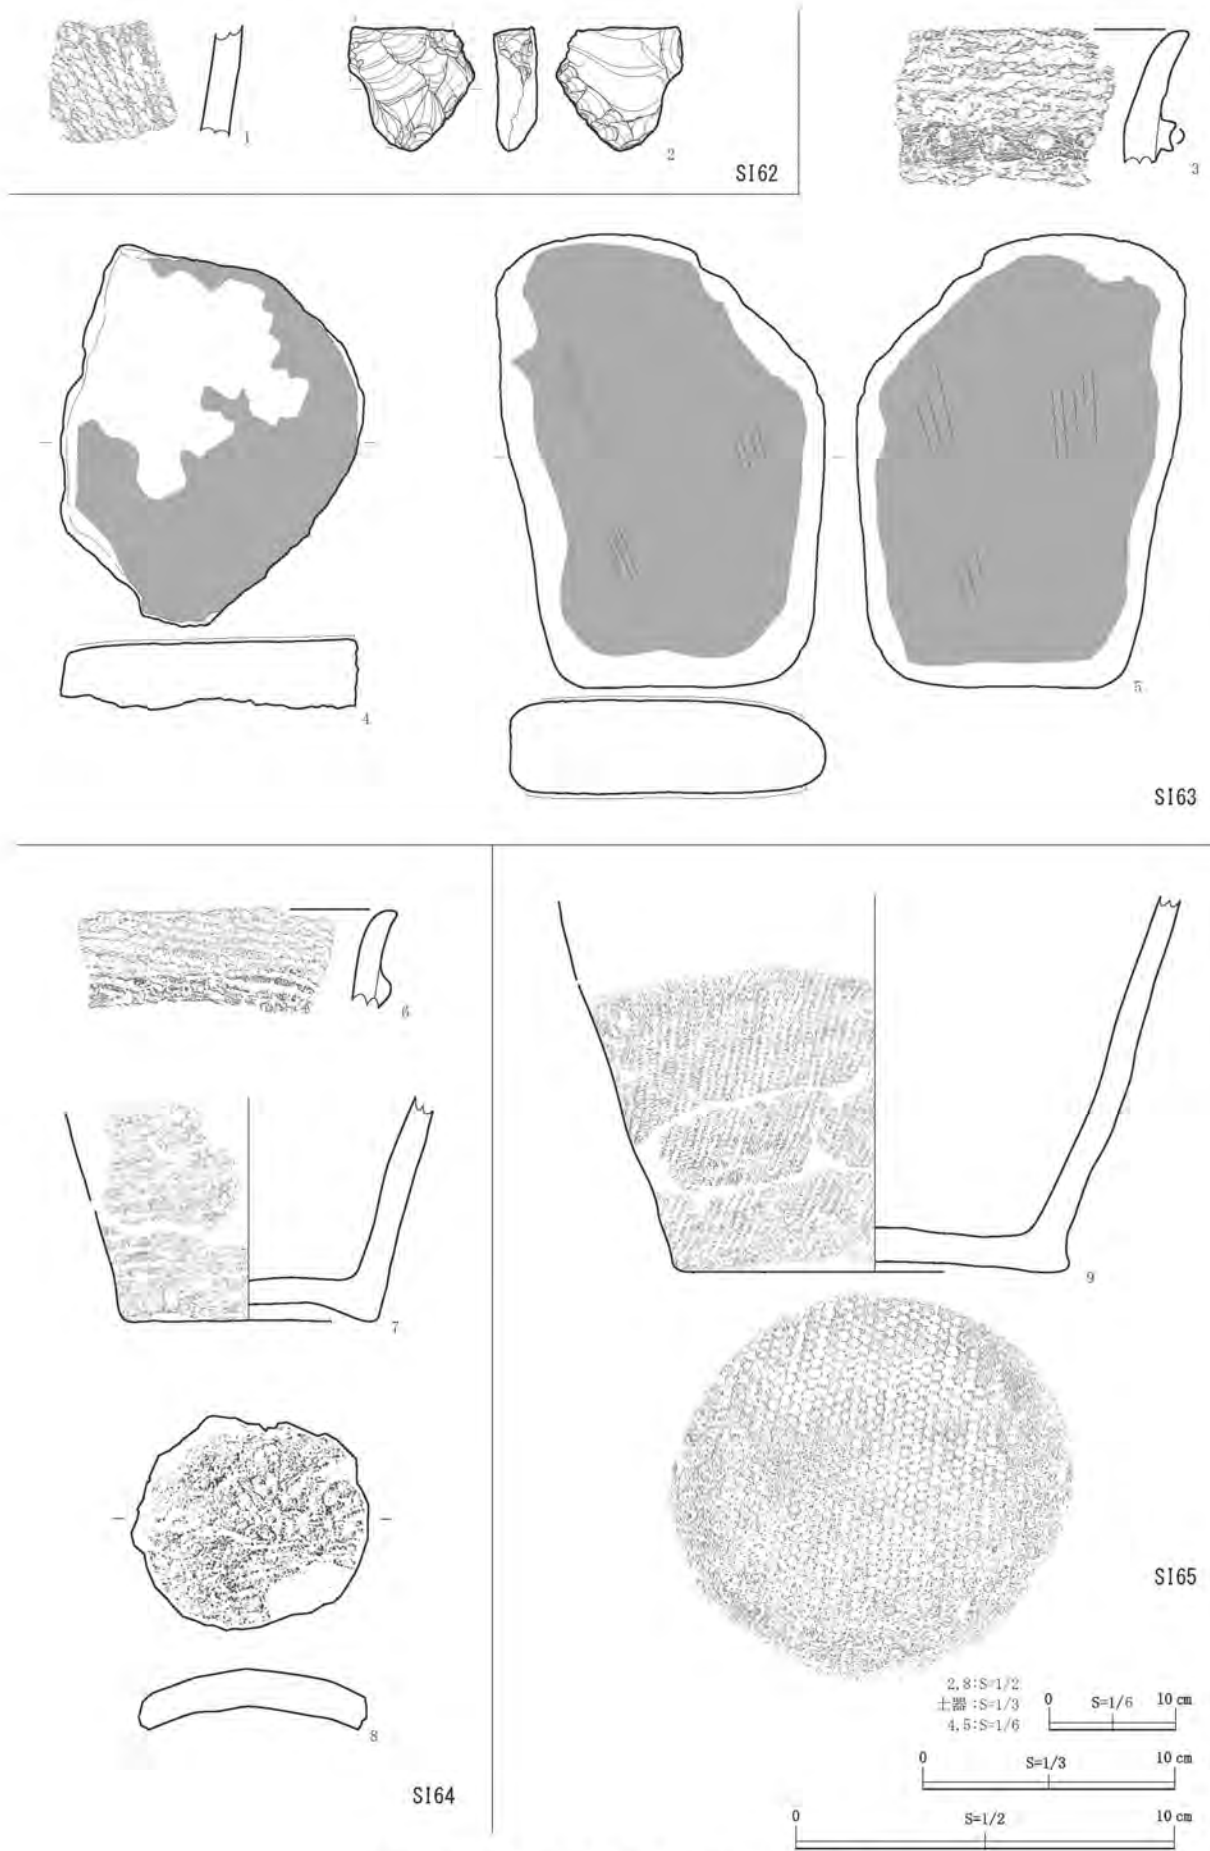 1
2
SI62
3
4
5
SI63
6
7
8
SI64
9
SI65
2,8:S=1/2
土器:S=1/3
4,5:S=1/6
0 S=1/6 10 cm
0 S=1/3 10 cm
0 S=1/2 10 cm